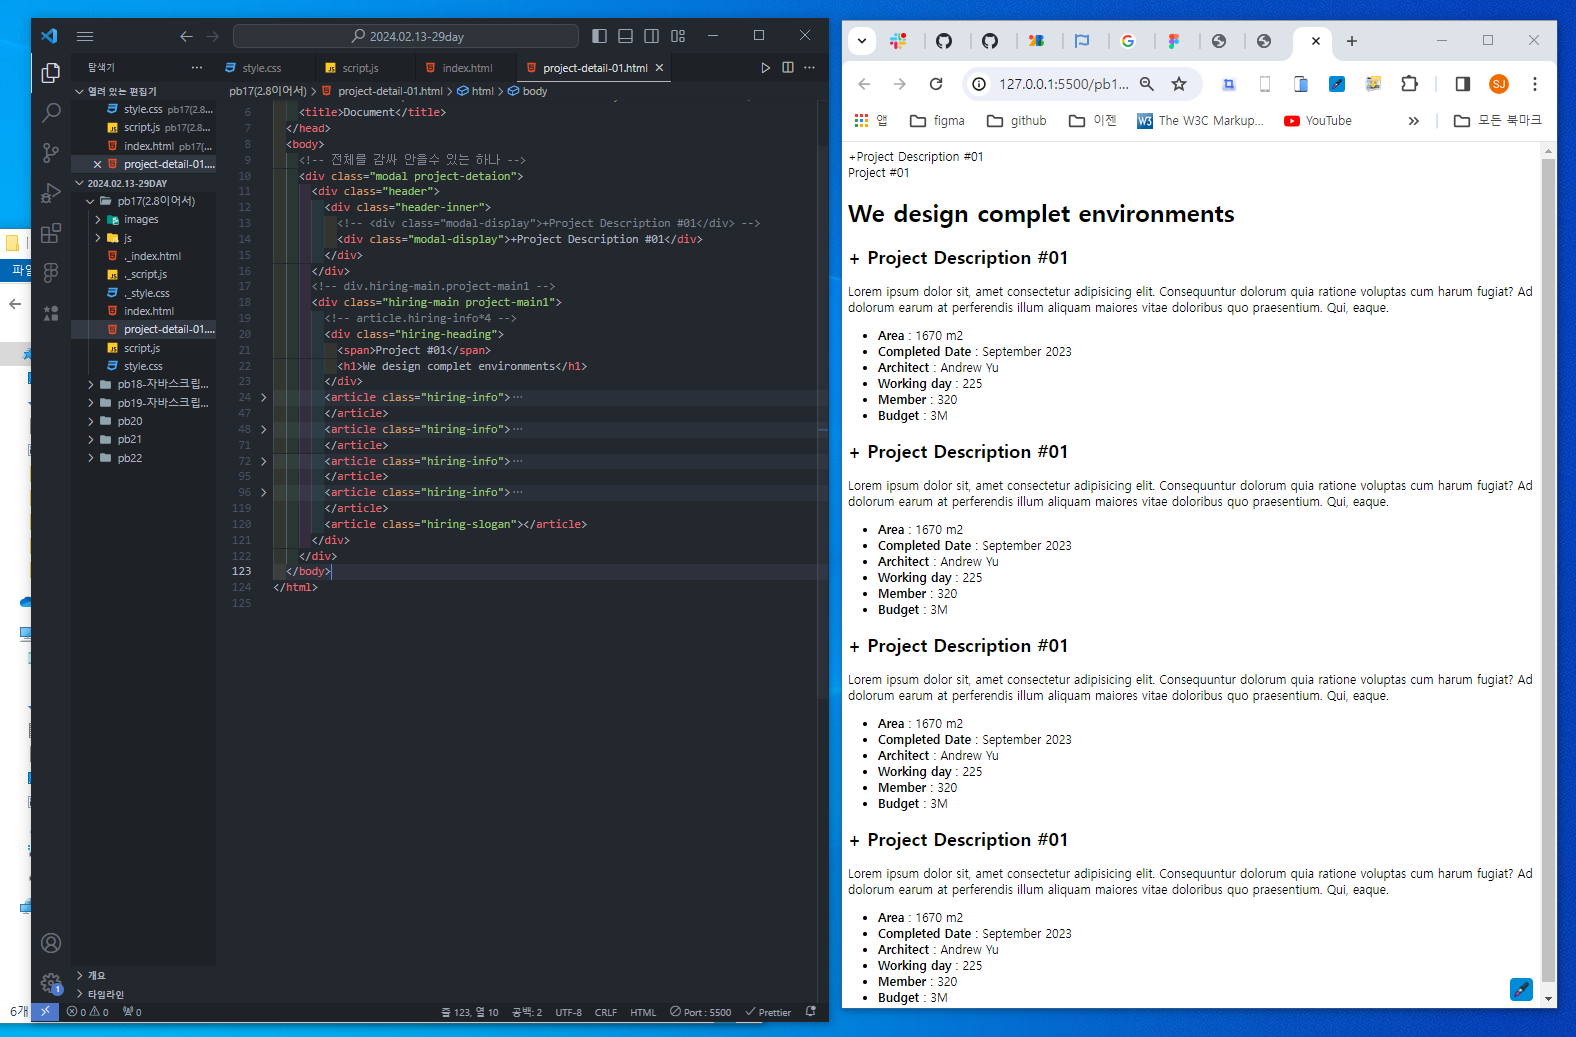 2024.02.13-29day
탐색기
style.css
script.js
index.html
project-detail-01.html
열려 있는 편집기
style.css pb17(2.8...
script.js pb17(2.8...
index.html pb17(...
project-detail-01....
2024.02.13-29DAY
pb17(2.8이어서)
images
js
._index.html
._script.js
._style.css
index.html
project-detail-01....
script.js
style.css
pb18-자바스크립...
pb19-자바스크립...
pb20
pb21
pb22
개요
타임라인
pb17(2.8이어서) > project-detail-01.html > html > body
6 <title>Document</title>
7 </head>
8 <body>
9 <!-- 전체를 감싸 안을수 있는 하나 -->
10 <div class="modal project-detaion">
11 <div class="header">
12 <div class="header-inner">
13 <!-- <div class="modal-display">+Project Description #01</div> -->
14 <div class="modal-display">+Project Description #01</div>
15 </div>
16 </div>
17 <!-- div.hiring-main.project-main1 -->
18 <div class="hiring-main project-main1">
19 <!-- article.hiring-info*4 -->
20 <div class="hiring-heading">
21 <span>Project #01</span>
22 <h1>We design complet environments</h1>
23 </div>
24 <article class="hiring-info">···
47 </article>
48 <article class="hiring-info">···
71 </article>
72 <article class="hiring-info">···
95 </article>
96 <article class="hiring-info">···
119 </article>
120 <article class="hiring-slogan"></article>
121 </div>
122 </div>
123 </body>
124 </html>
125
0 0 0 줄 123, 열 10 공백: 2 UTF-8 CRLF HTML Port : 5500 Prettier
1
파일
6개
127.0.0.1:5500/pb1...
SJ
앱 figma github 이젠 The W3C Markup... YouTube » 모든 북마크
+Project Description #01
Project #01
We design complet environments
+ Project Description #01
Lorem ipsum dolor sit, amet consectetur adipisicing elit. Consequuntur dolorum quia ratione voluptas cum harum fugiat? Ad
dolorum earum at perferendis illum aliquam maiores vitae doloribus quo praesentium. Qui, eaque.
• Area : 1670 m2
• Completed Date : September 2023
• Architect : Andrew Yu
• Working day : 225
• Member : 320
• Budget : 3M
+ Project Description #01
Lorem ipsum dolor sit, amet consectetur adipisicing elit. Consequuntur dolorum quia ratione voluptas cum harum fugiat? Ad
dolorum earum at perferendis illum aliquam maiores vitae doloribus quo praesentium. Qui, eaque.
• Area : 1670 m2
• Completed Date : September 2023
• Architect : Andrew Yu
• Working day : 225
• Member : 320
• Budget : 3M
+ Project Description #01
Lorem ipsum dolor sit, amet consectetur adipisicing elit. Consequuntur dolorum quia ratione voluptas cum harum fugiat? Ad
dolorum earum at perferendis illum aliquam maiores vitae doloribus quo praesentium. Qui, eaque.
• Area : 1670 m2
• Completed Date : September 2023
• Architect : Andrew Yu
• Working day : 225
• Member : 320
• Budget : 3M
+ Project Description #01
Lorem ipsum dolor sit, amet consectetur adipisicing elit. Consequuntur dolorum quia ratione voluptas cum harum fugiat? Ad
dolorum earum at perferendis illum aliquam maiores vitae doloribus quo praesentium. Qui, eaque.
• Area : 1670 m2
• Completed Date : September 2023
• Architect : Andrew Yu
• Working day : 225
• Member : 320
• Budget : 3M